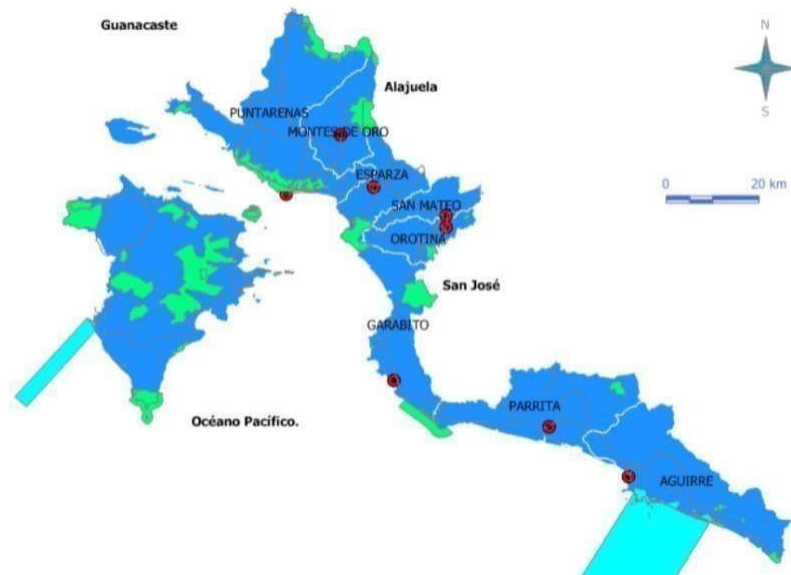 Guanacaste
N
S
Alajuela
PUNTARENAS
MONTES DE ORO
ESPARZA
0 20 km
SAN MATEO
OROTINA
San José
GARABITO
PARRITA
Océano Pacífico.
AGUIRRE